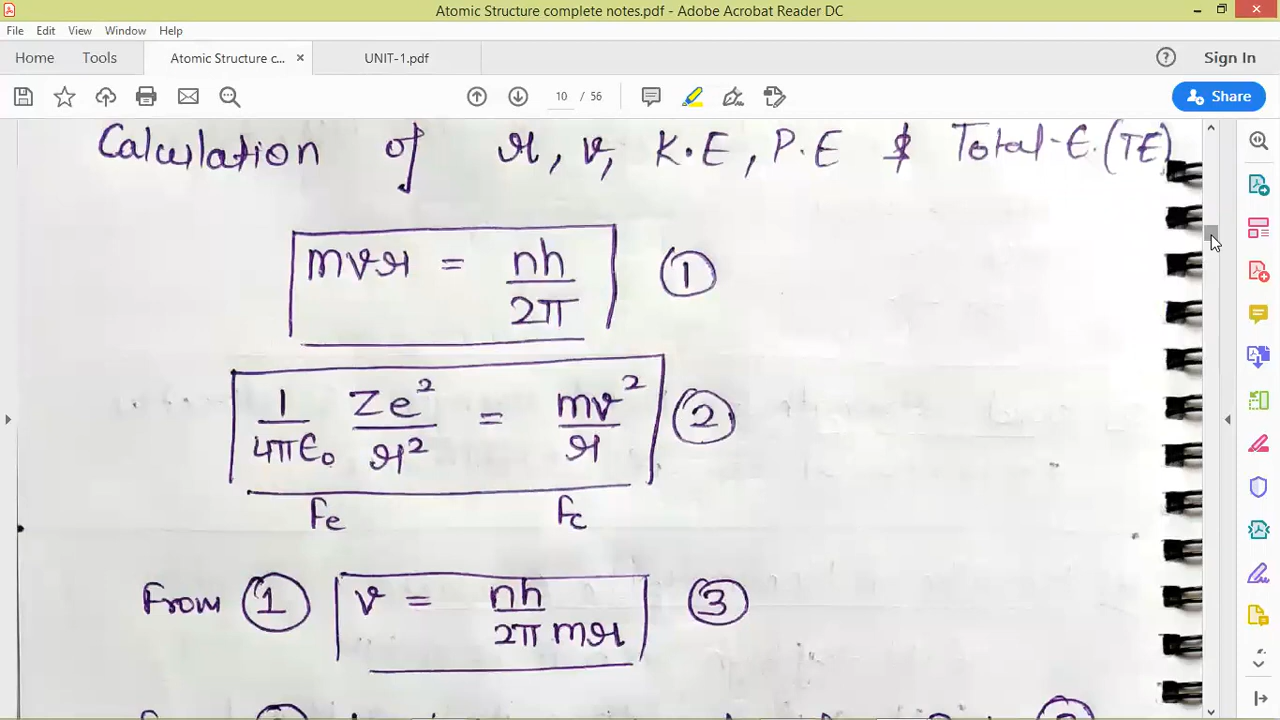 Atomic Structure complete notes.pdf - Adobe Acrobat Reader DC
File Edit View Window Help
Home Tools Atomic Structure c... × UNIT-1.pdf Sign In
10 / 56 Share
Calculation of r, v, K.E, P.E & Total-E.(TE)
mvr = nh/2π ①
1/4πε₀ Ze²/r² = mv²/r ②
Fe Fc
From ① v = nh/2πmr ③